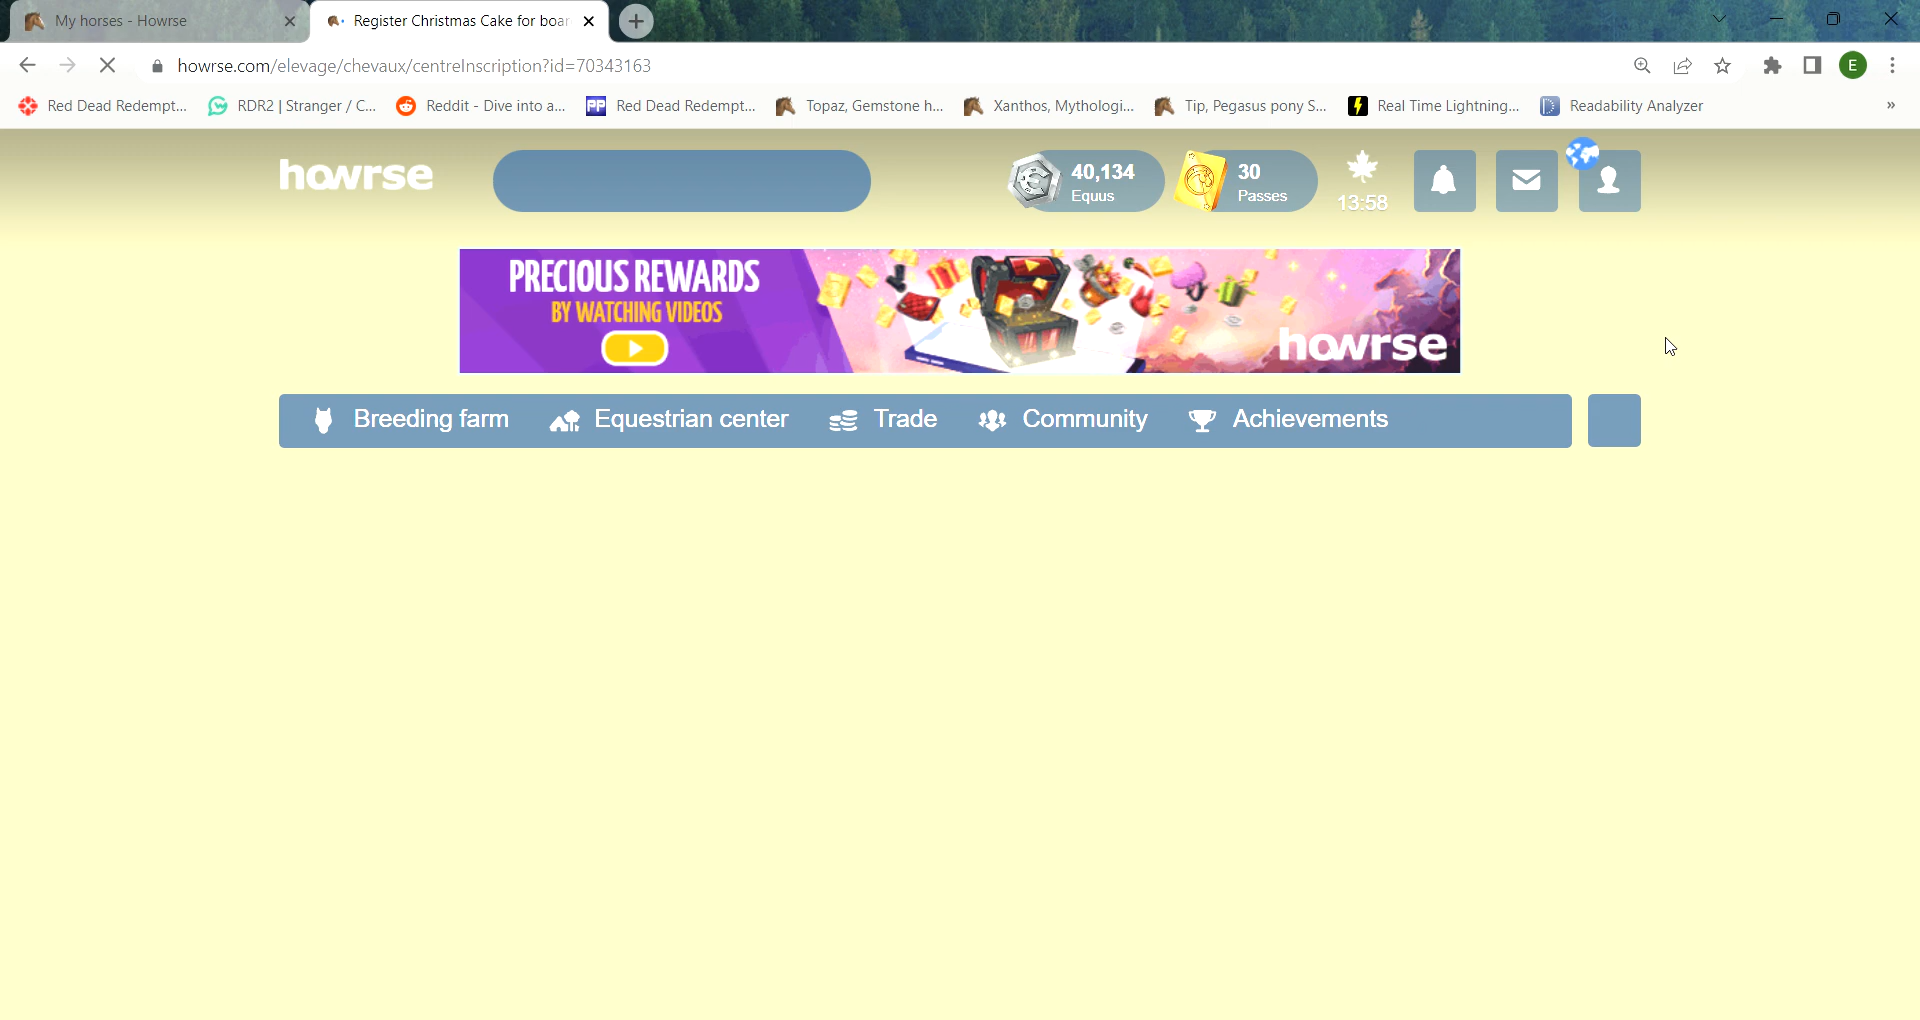 My horses - Howrse
Register Christmas Cake for boar
howrse.com/elevage/chevaux/centreInscription?id=70343163
E
Red Dead Redempt...
RDR2 | Stranger / C...
Reddit - Dive into a...
PP
Red Dead Redempt...
Topaz, Gemstone h...
Xanthos, Mythologi...
Tip, Pegasus pony S...
Real Time Lightning...
Readability Analyzer
»
howrse
40,134
Equus
30
Passes
13:58
PRECIOUS REWARDS
BY WATCHING VIDEOS
howrse
Breeding farm
Equestrian center
Trade
Community
Achievements